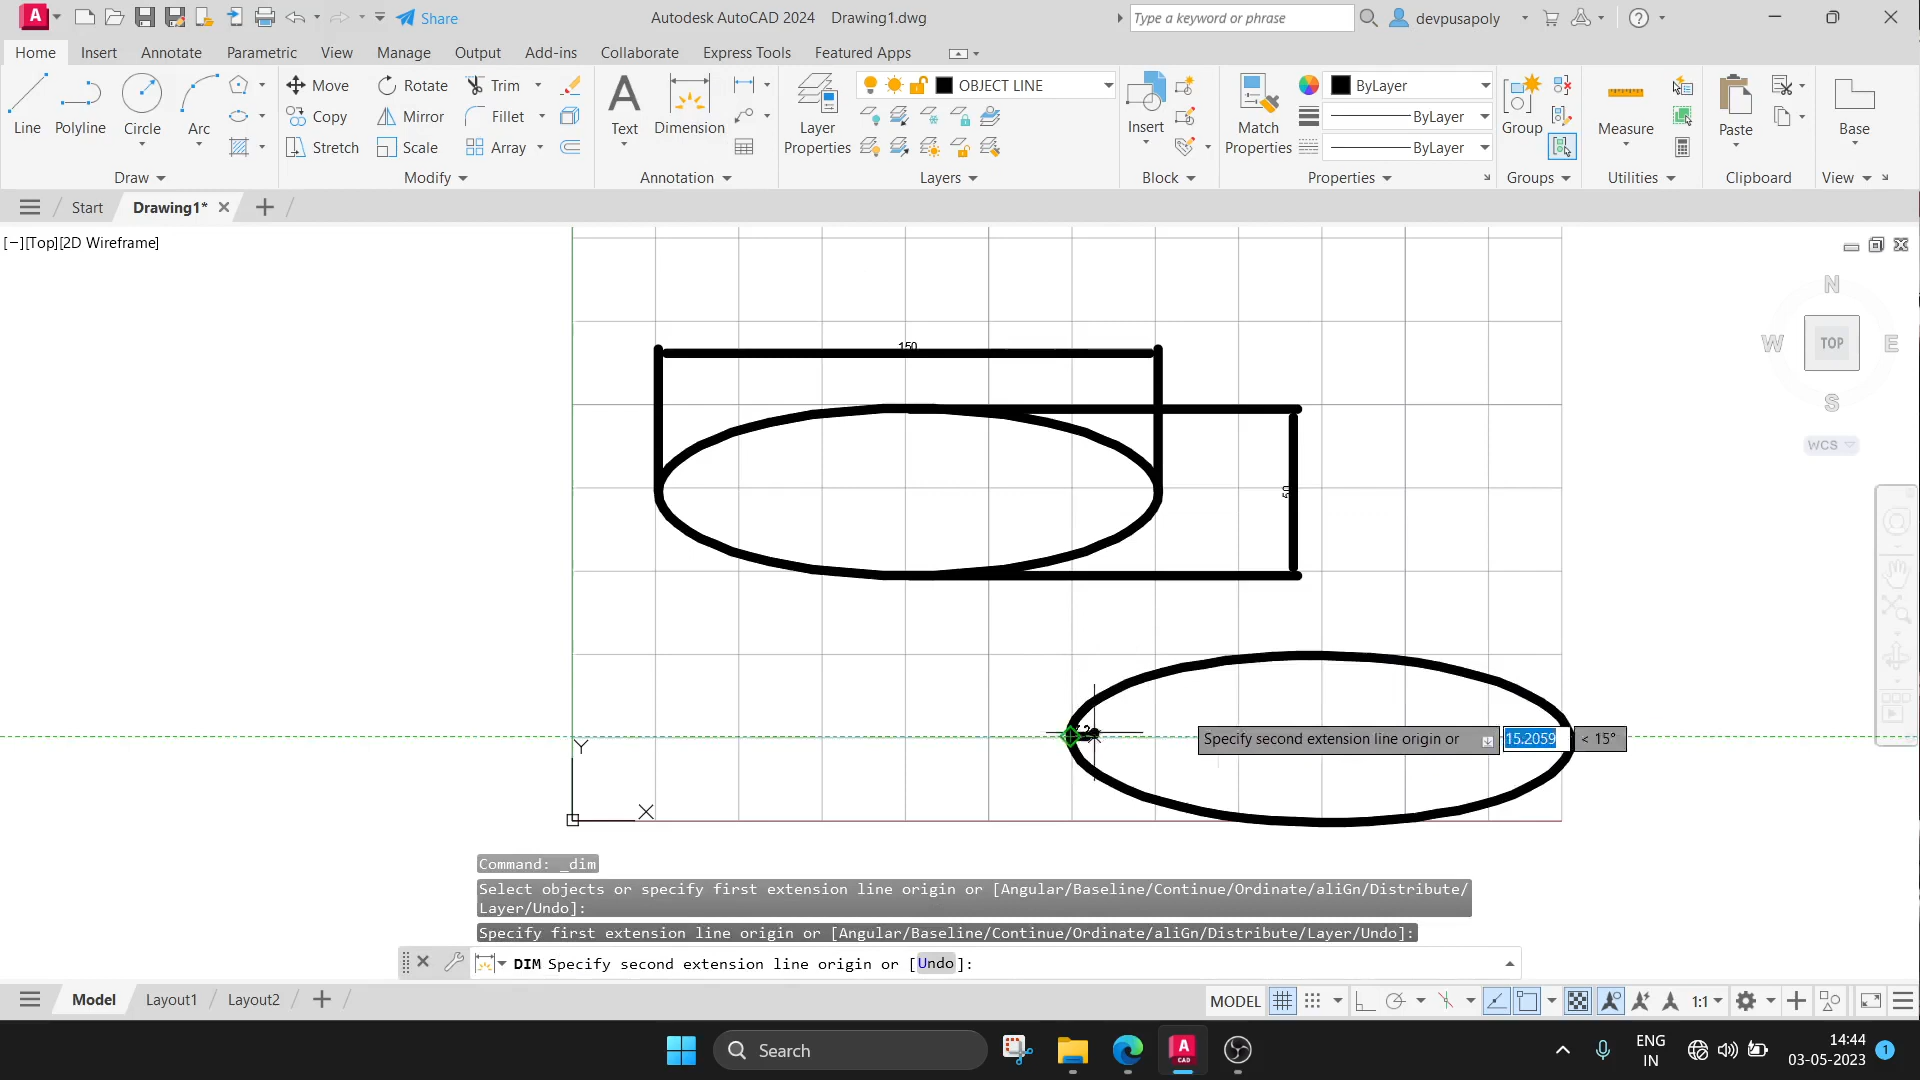 Share
Autodesk AutoCAD 2024 Drawing1.dwg
Type a keyword or phrase
devpusapoly
Home Insert Annotate Parametric View Manage Output Add-ins Collaborate Express Tools Featured Apps
Line Polyline Circle Arc
Move Rotate Trim
Copy Mirror Fillet
Stretch Scale Array
Text Dimension
Layer
Properties
OBJECT LINE
Insert
Match
Properties
ByLayer
ByLayer
ByLayer
Group
Measure
Paste
Base
Draw Modify Annotation Layers Block Properties Groups Utilities Clipboard View
Start Drawing1*
[−][Top][2D Wireframe]
N
W TOP E
S
WCS
150
50
Specify second extension line origin or 15.2059 < 15°
Y
X
Command: _dim
Select objects or specify first extension line origin or [Angular/Baseline/Continue/Ordinate/aliGn/Distribute/
Layer/Undo]:
Specify first extension line origin or [Angular/Baseline/Continue/Ordinate/aliGn/Distribute/Layer/Undo]:
DIM Specify second extension line origin or [Undo]:
Model Layout1 Layout2
MODEL 1:1
Search
A
CAD
ENG
IN
14:44
03-05-2023
1